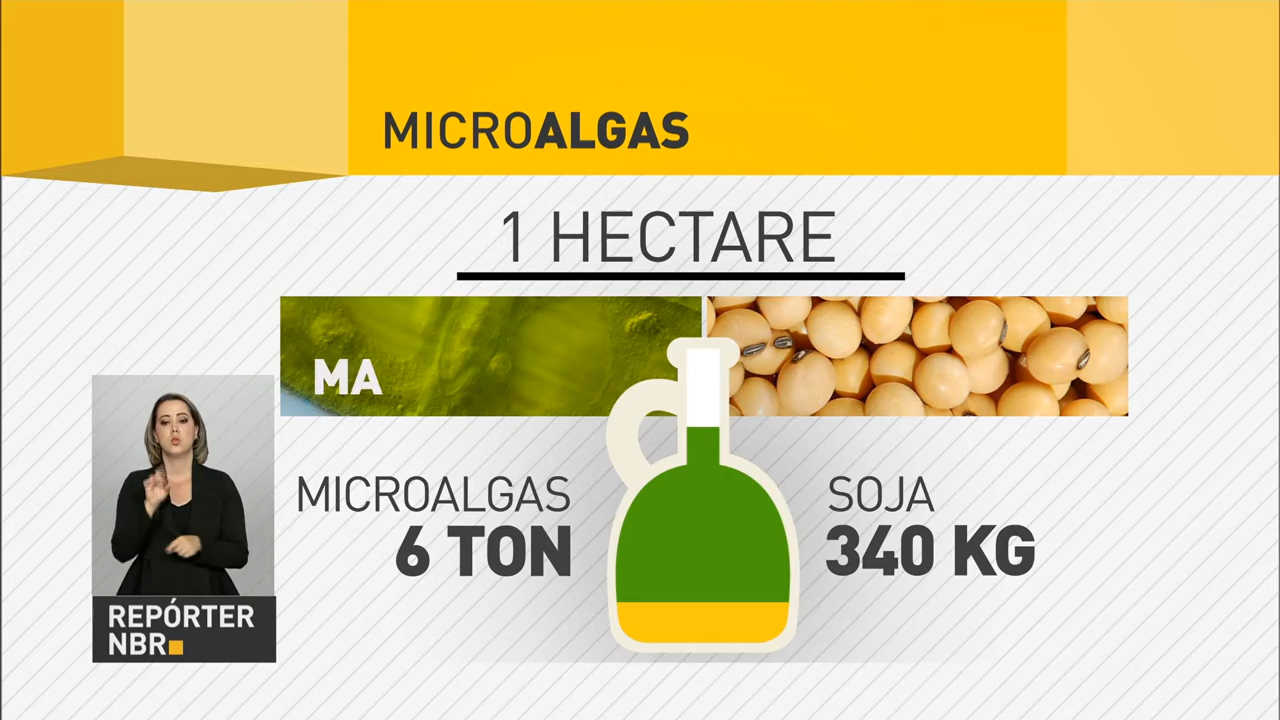 MICROALGAS
1 HECTARE
MA
MICROALGAS
6 TON
SOJA
340 KG
REPÓRTER
NBR